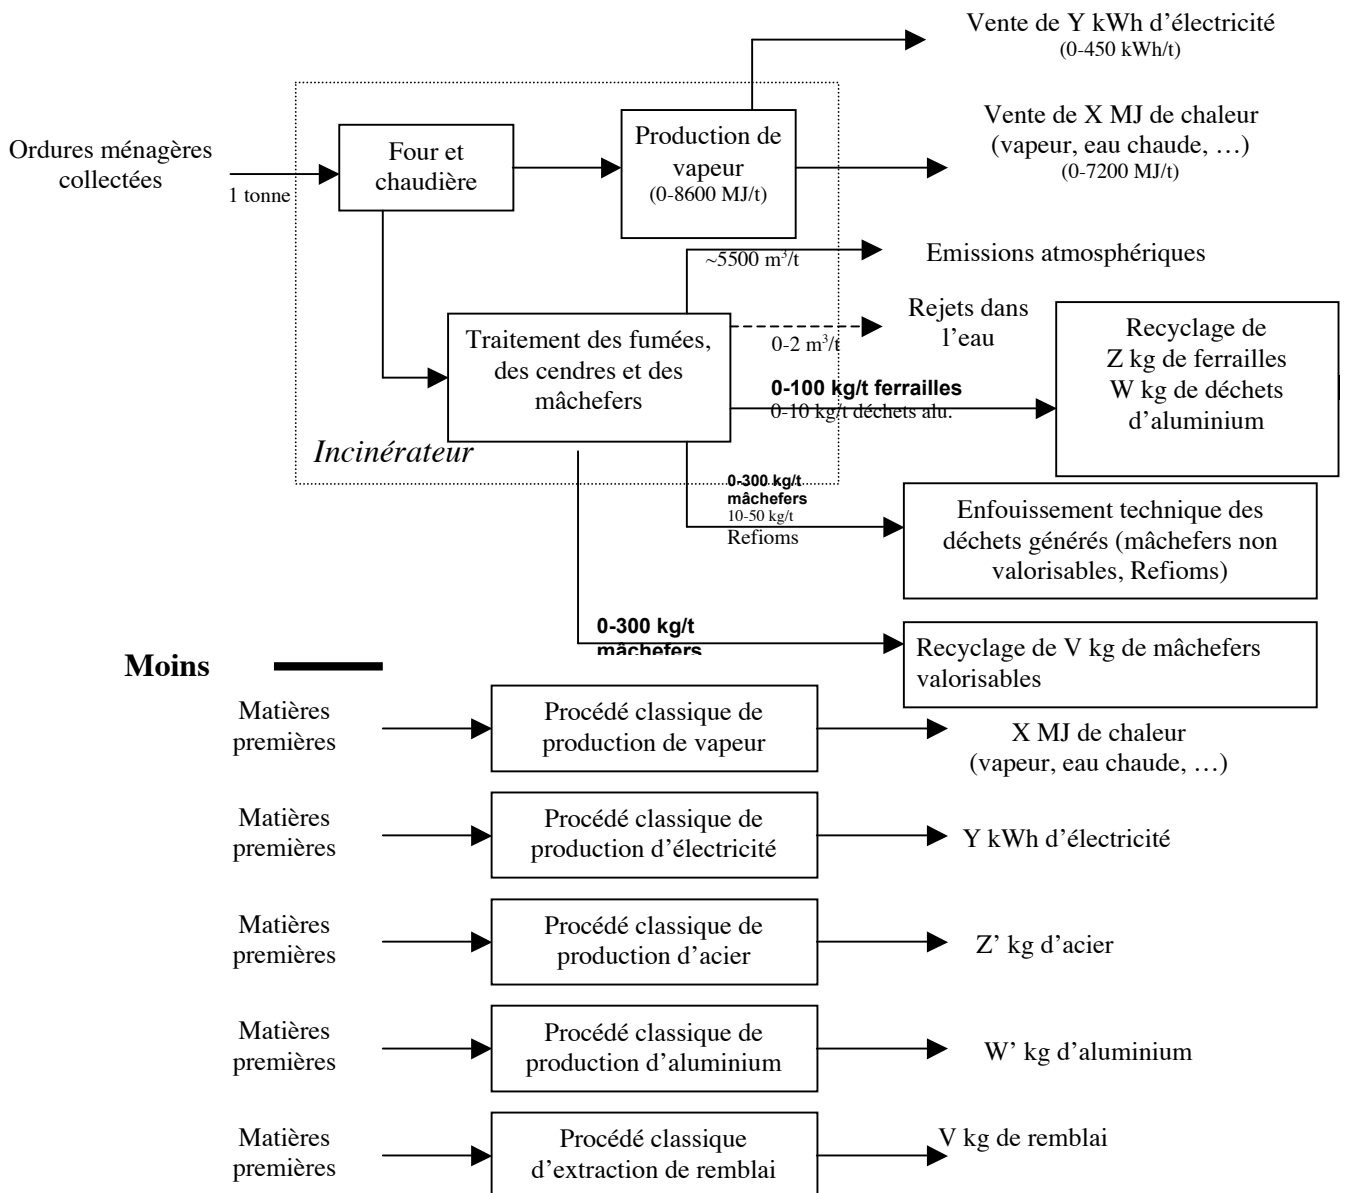 Vente de Y kWh d’électricité
(0-450 kWh/t)
Vente de X MJ de chaleur
(vapeur, eau chaude, …)
(0-7200 MJ/t)
Ordures ménagères
collectées
1 tonne
Four et
chaudière
Production de
vapeur
(0-8600 MJ/t)
~5500 m³/t
Emissions atmosphériques
Traitement des fumées,
des cendres et des
mâchefers
0-2 m³/t
Rejets dans
l’eau
Incinérateur
0-100 kg/t ferrailles
0-10 kg/t déchets alu.
Recyclage de
Z kg de ferrailles
W kg de déchets
d’aluminium
0-300 kg/t
mâchefers
10-50 kg/t
Refioms
Enfouissement technique des
déchets générés (mâchefers non
valorisables, Refioms)
0-300 kg/t
mâchefers
Recyclage de V kg de mâchefers
valorisables
Moins
Matières
premières
Procédé classique de
production de vapeur
X MJ de chaleur
(vapeur, eau chaude, …)
Matières
premières
Procédé classique de
production d’électricité
Y kWh d’électricité
Matières
premières
Procédé classique de
production d’acier
Z’ kg d’acier
Matières
premières
Procédé classique de
production d’aluminium
W’ kg d’aluminium
Matières
premières
Procédé classique
d’extraction de remblai
V kg de remblai